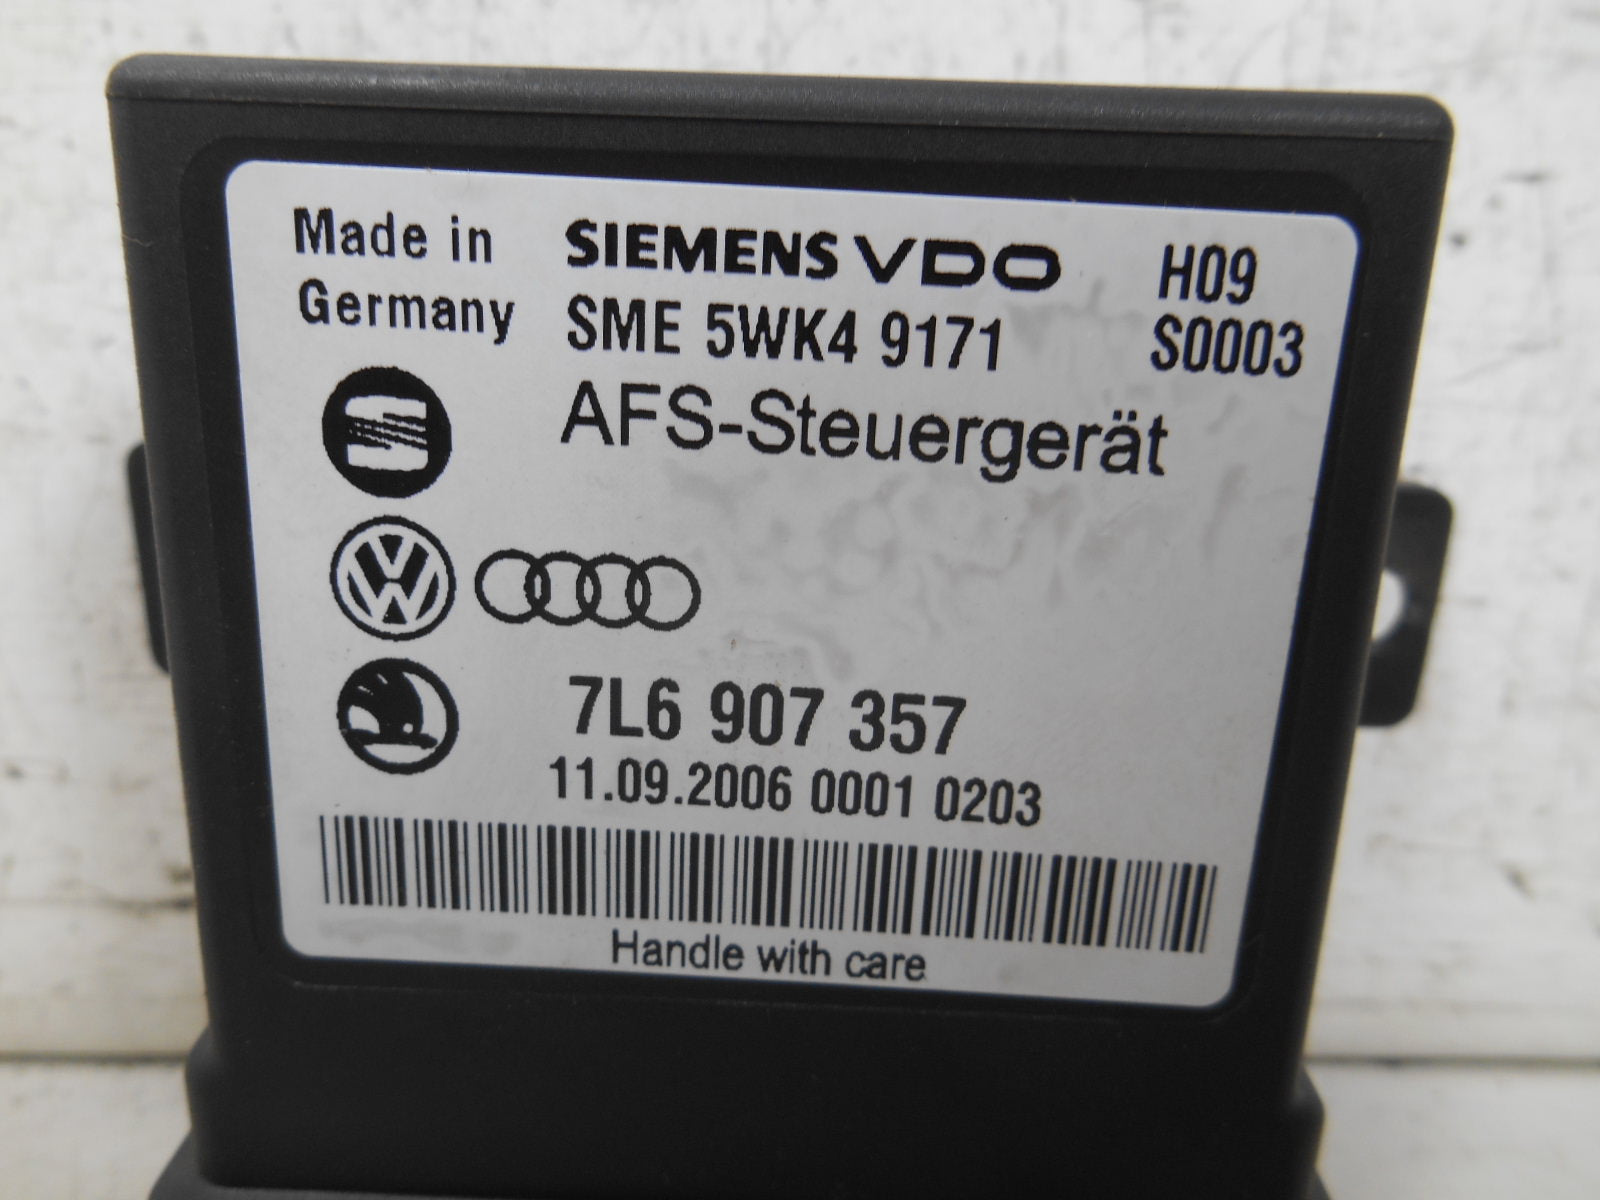 Made in
Germany
SIEMENS VDO
H09
SME 5WK4 9171
S0003
AFS-Steuergerät
7L6 907 357
11.09.2006 0001 0203
Handle with care